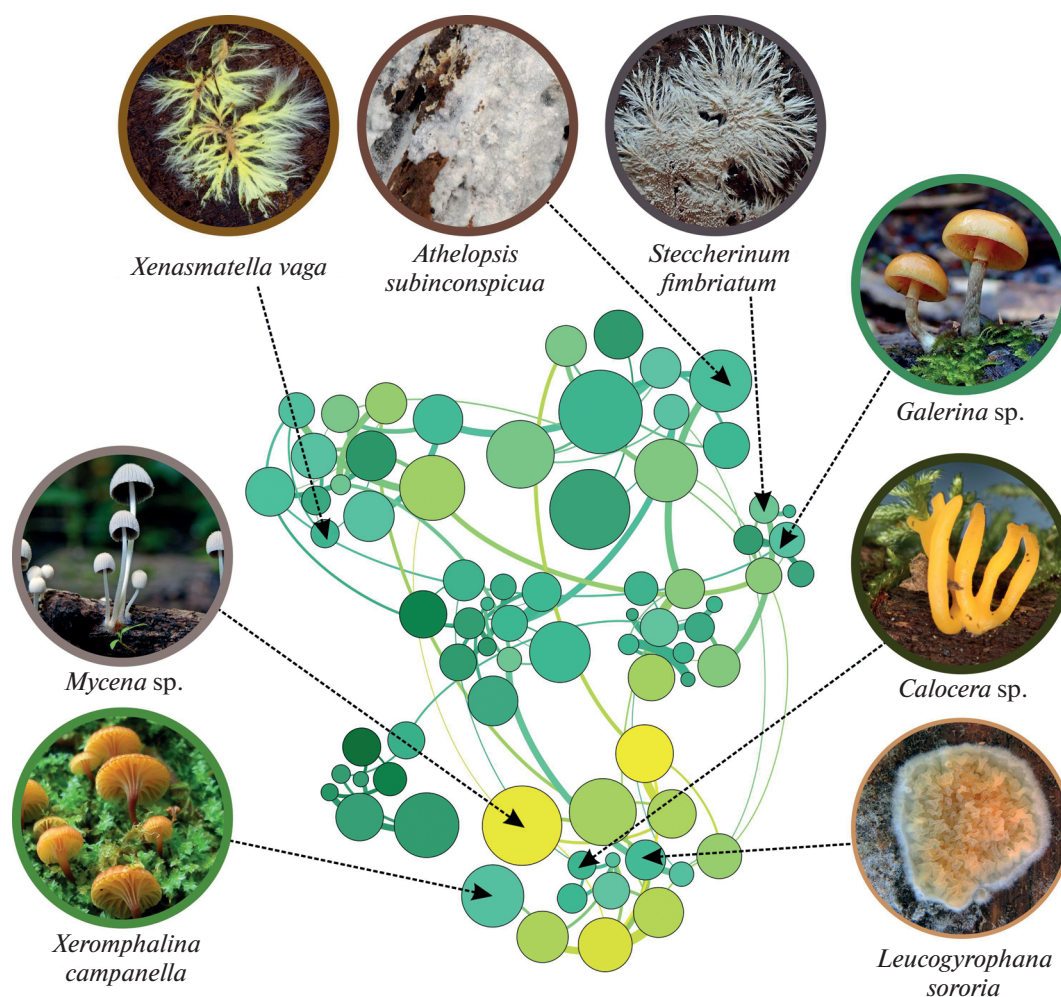 Xenasmatella vaga
Athelopsis
subinconspicua
Steccherinum
fimbriatum
Galerina sp.
Mycena sp.
Calocera sp.
Xeromphalina
campanella
Leucogyrophana
sororia